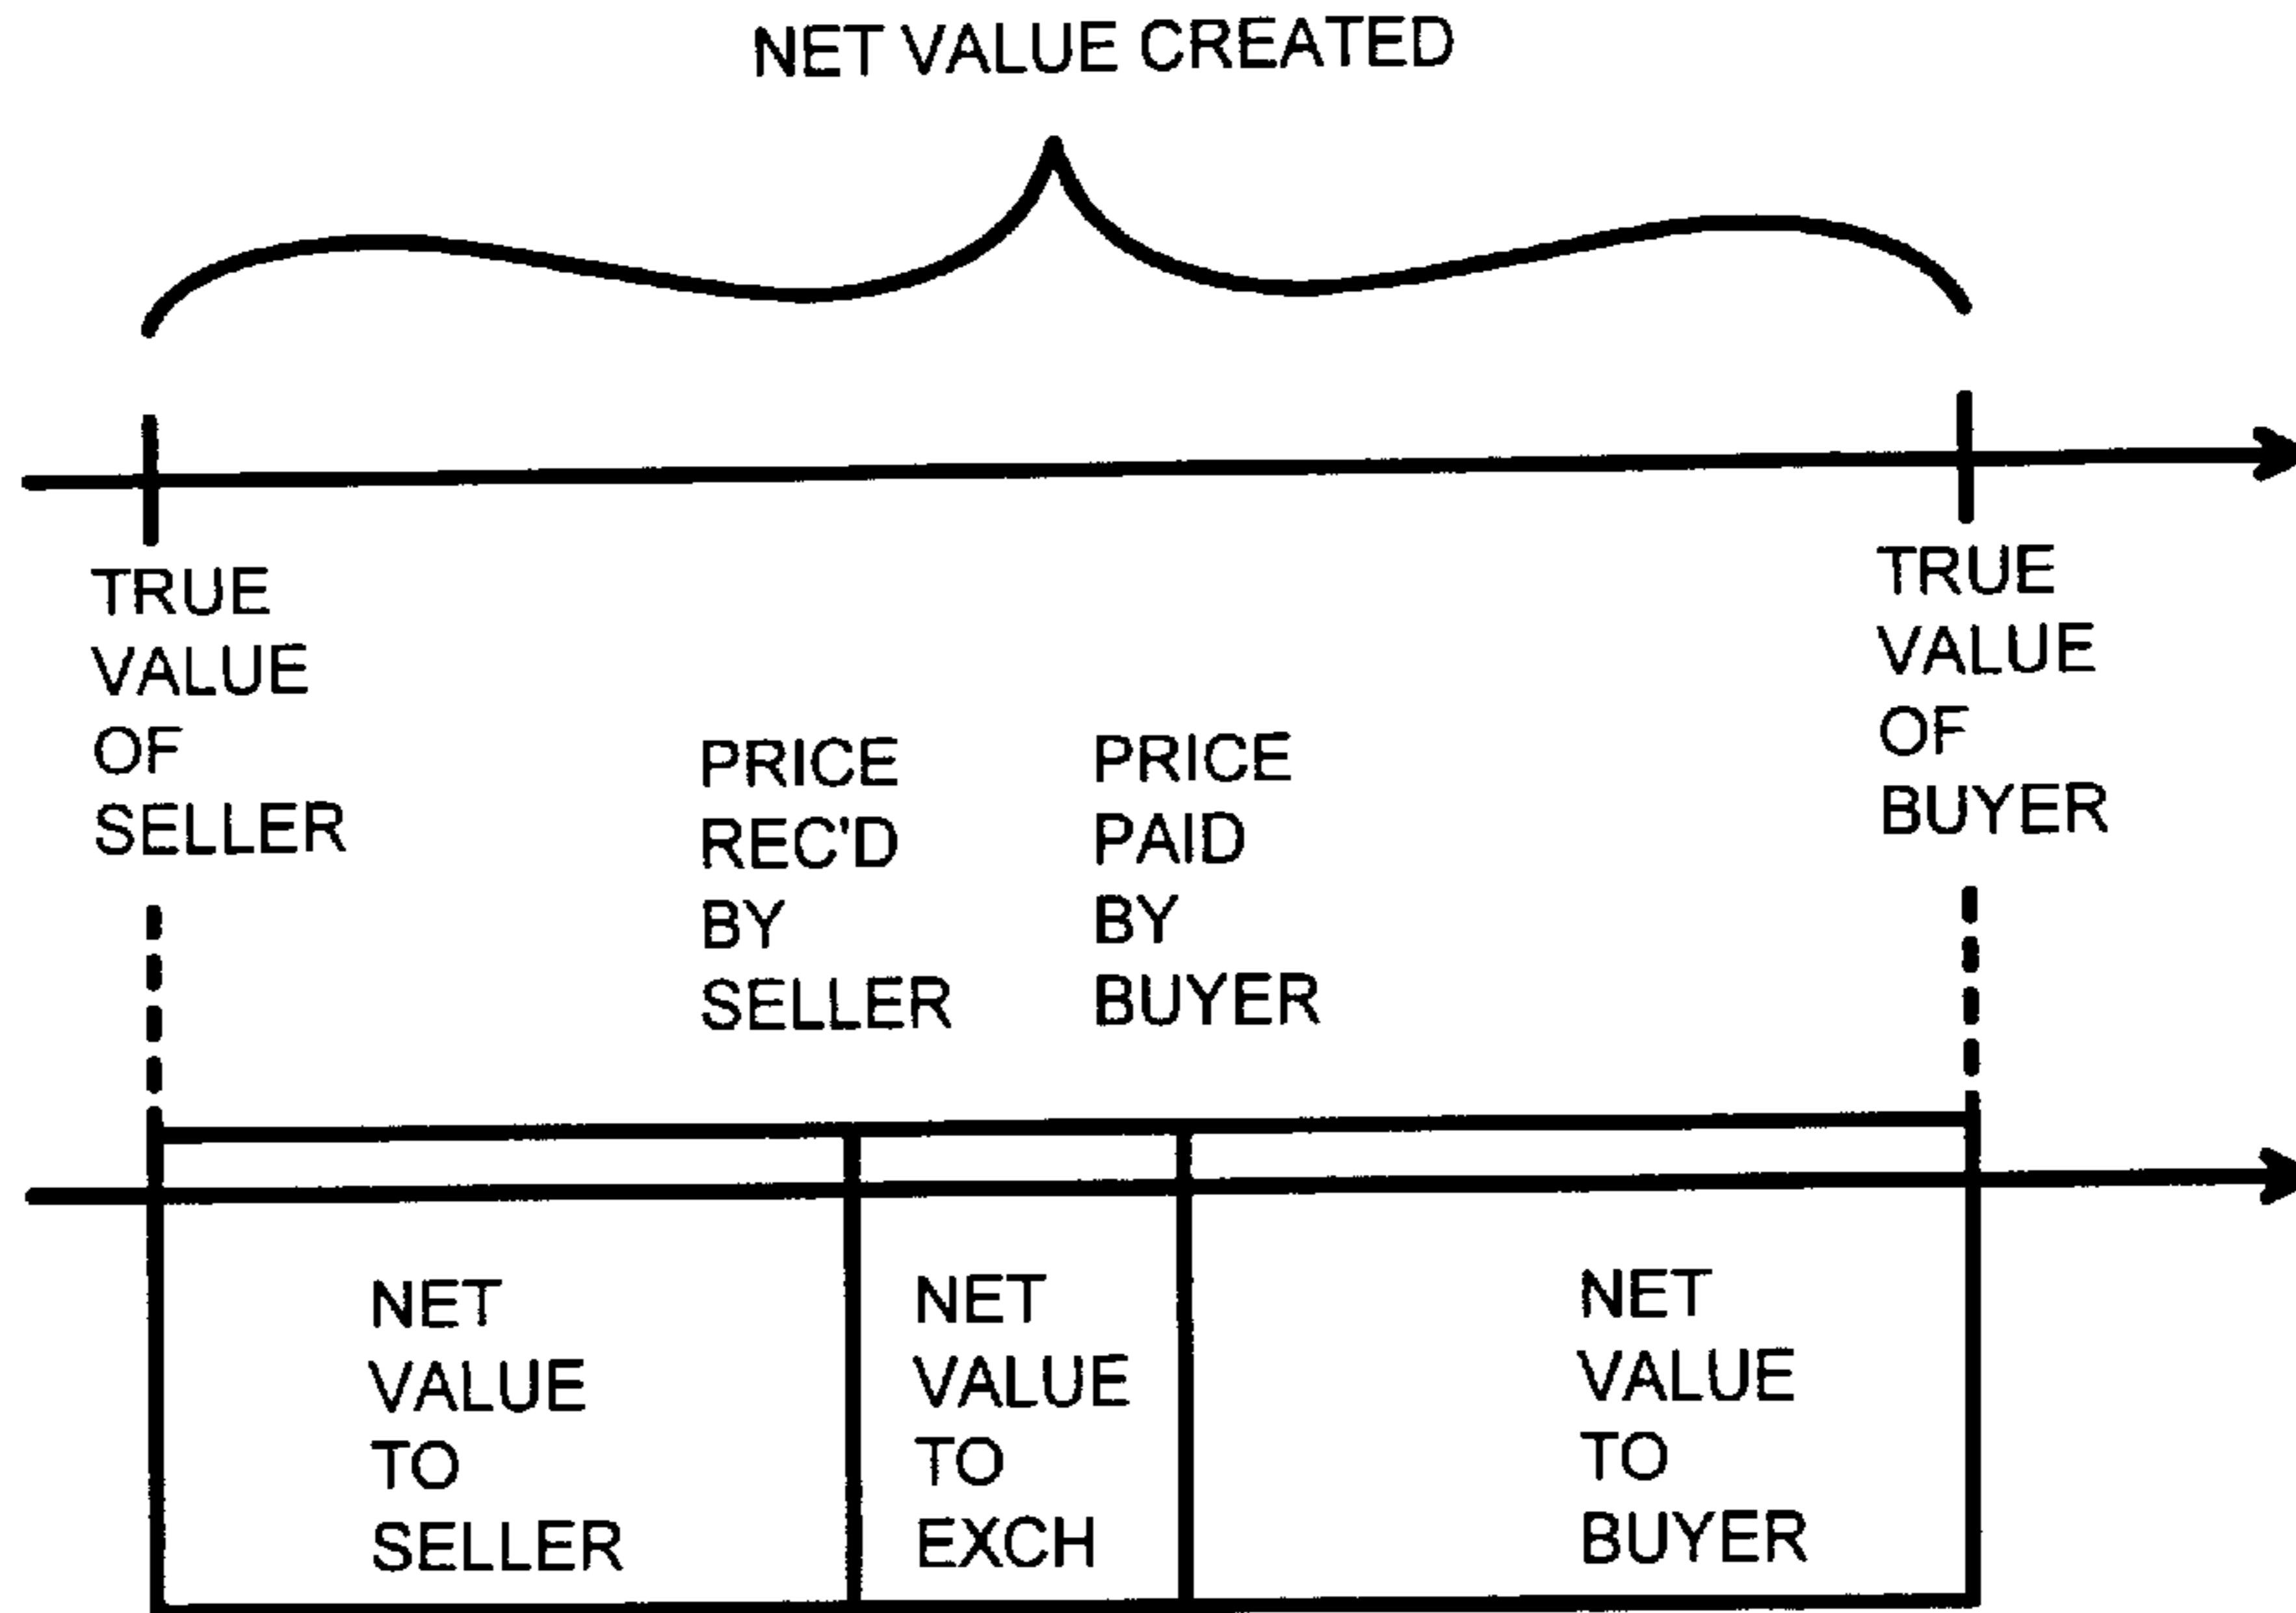 NET VALUE CREATED
TRUE
VALUE
OF
SELLER
PRICE
REC'D
BY
SELLER
PRICE
PAID
BY
BUYER
TRUE
VALUE
OF
BUYER
NET
VALUE
TO
SELLER
NET
VALUE
TO
EXCH
NET
VALUE
TO
BUYER